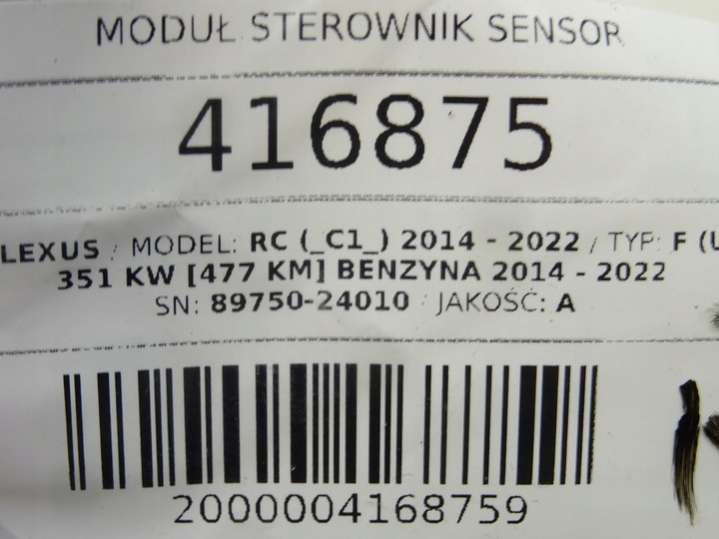 MODUŁ STEROWNIK SENSOR
416875
LEXUS / MODEL: RC (_C1_) 2014 - 2022 / TYP: F (
351 KW [477 KM] BENZYNA 2014 - 2022
SN: 89750-24010 / JAKOŚĆ: A
2000004168759